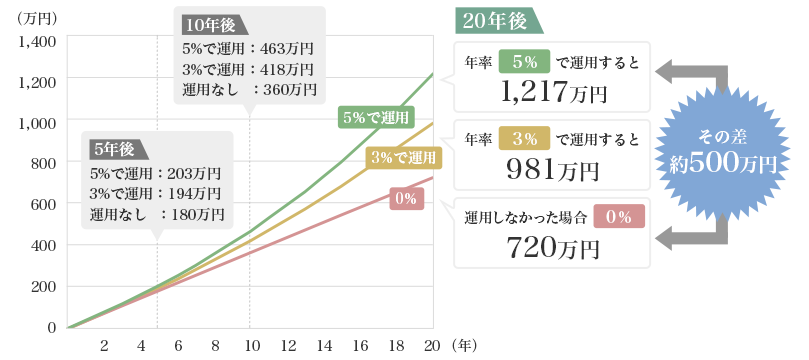 （万円）
1,400
1,200
1,000
800
600
400
200
0
2 4 6 8 10 12 14 16 18 20 （年）
5年後
5%で運用：203万円
3%で運用：194万円
運用なし ：180万円
10年後
5%で運用：463万円
3%で運用：418万円
運用なし ：360万円
5%で運用
3%で運用
0%
20年後
年率 5% で運用すると
1,217万円
年率 3% で運用すると
981万円
運用しなかった場合 0%
720万円
その差
約500万円